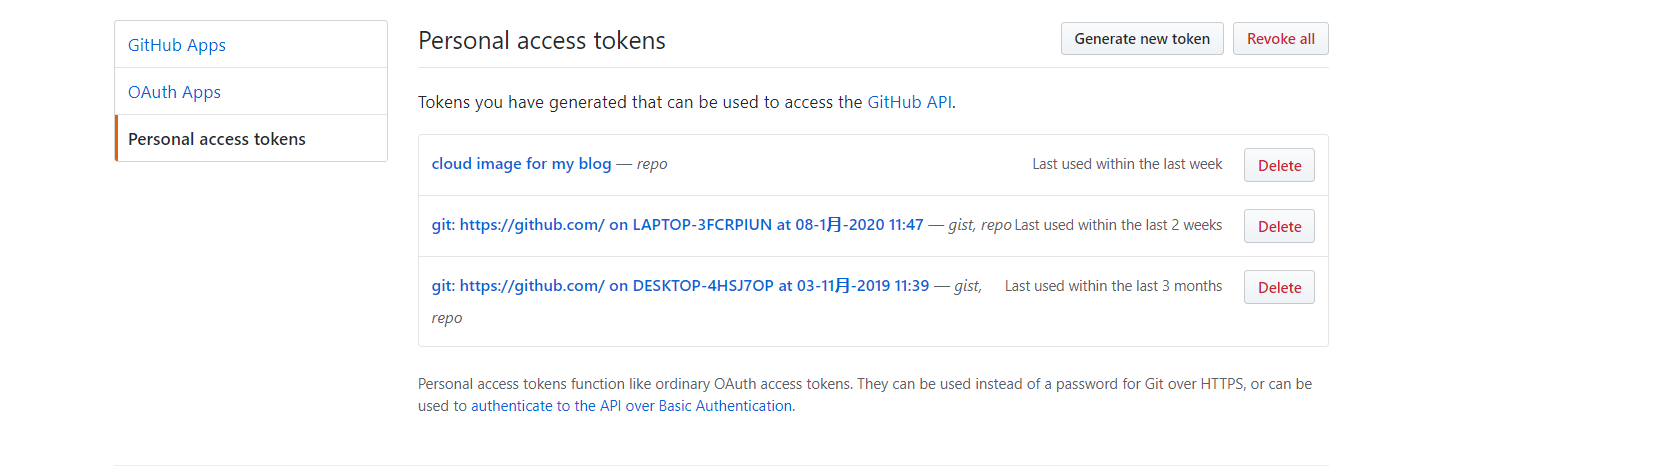 GitHub Apps
OAuth Apps
Personal access tokens
Personal access tokens
Generate new token
Revoke all
Tokens you have generated that can be used to access the GitHub API.
cloud image for my blog — repo
Last used within the last week
Delete
git: https://github.com/ on LAPTOP-3FCRPIUN at 08-1月-2020 11:47 — gist, repo
Last used within the last 2 weeks
Delete
git: https://github.com/ on DESKTOP-4HSJ7OP at 03-11月-2019 11:39 — gist,
repo
Last used within the last 3 months
Delete
Personal access tokens function like ordinary OAuth access tokens. They can be used instead of a password for Git over HTTPS, or can be
used to authenticate to the API over Basic Authentication.